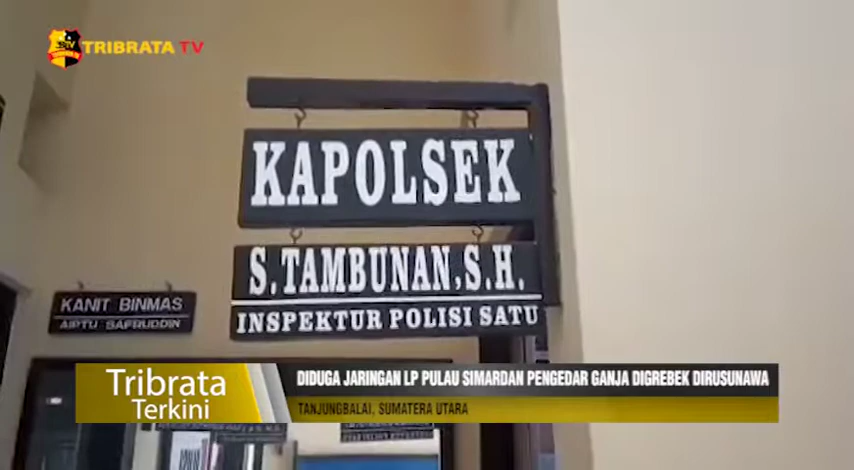 TRIBRATA TV
KAPOLSEK
S.TAMBUNAN,S.H.
INSPEKTUR POLISI SATU
KANIT BINMAS
AIPTU SAFRUDDIN
Tribrata
Terkini
DIDUGA JARINGAN LP PULAU SIMARDAN PENGEDAR GANJA DIGREBEK DIRUSUNAWA
TANJUNGBALAI, SUMATERA UTARA